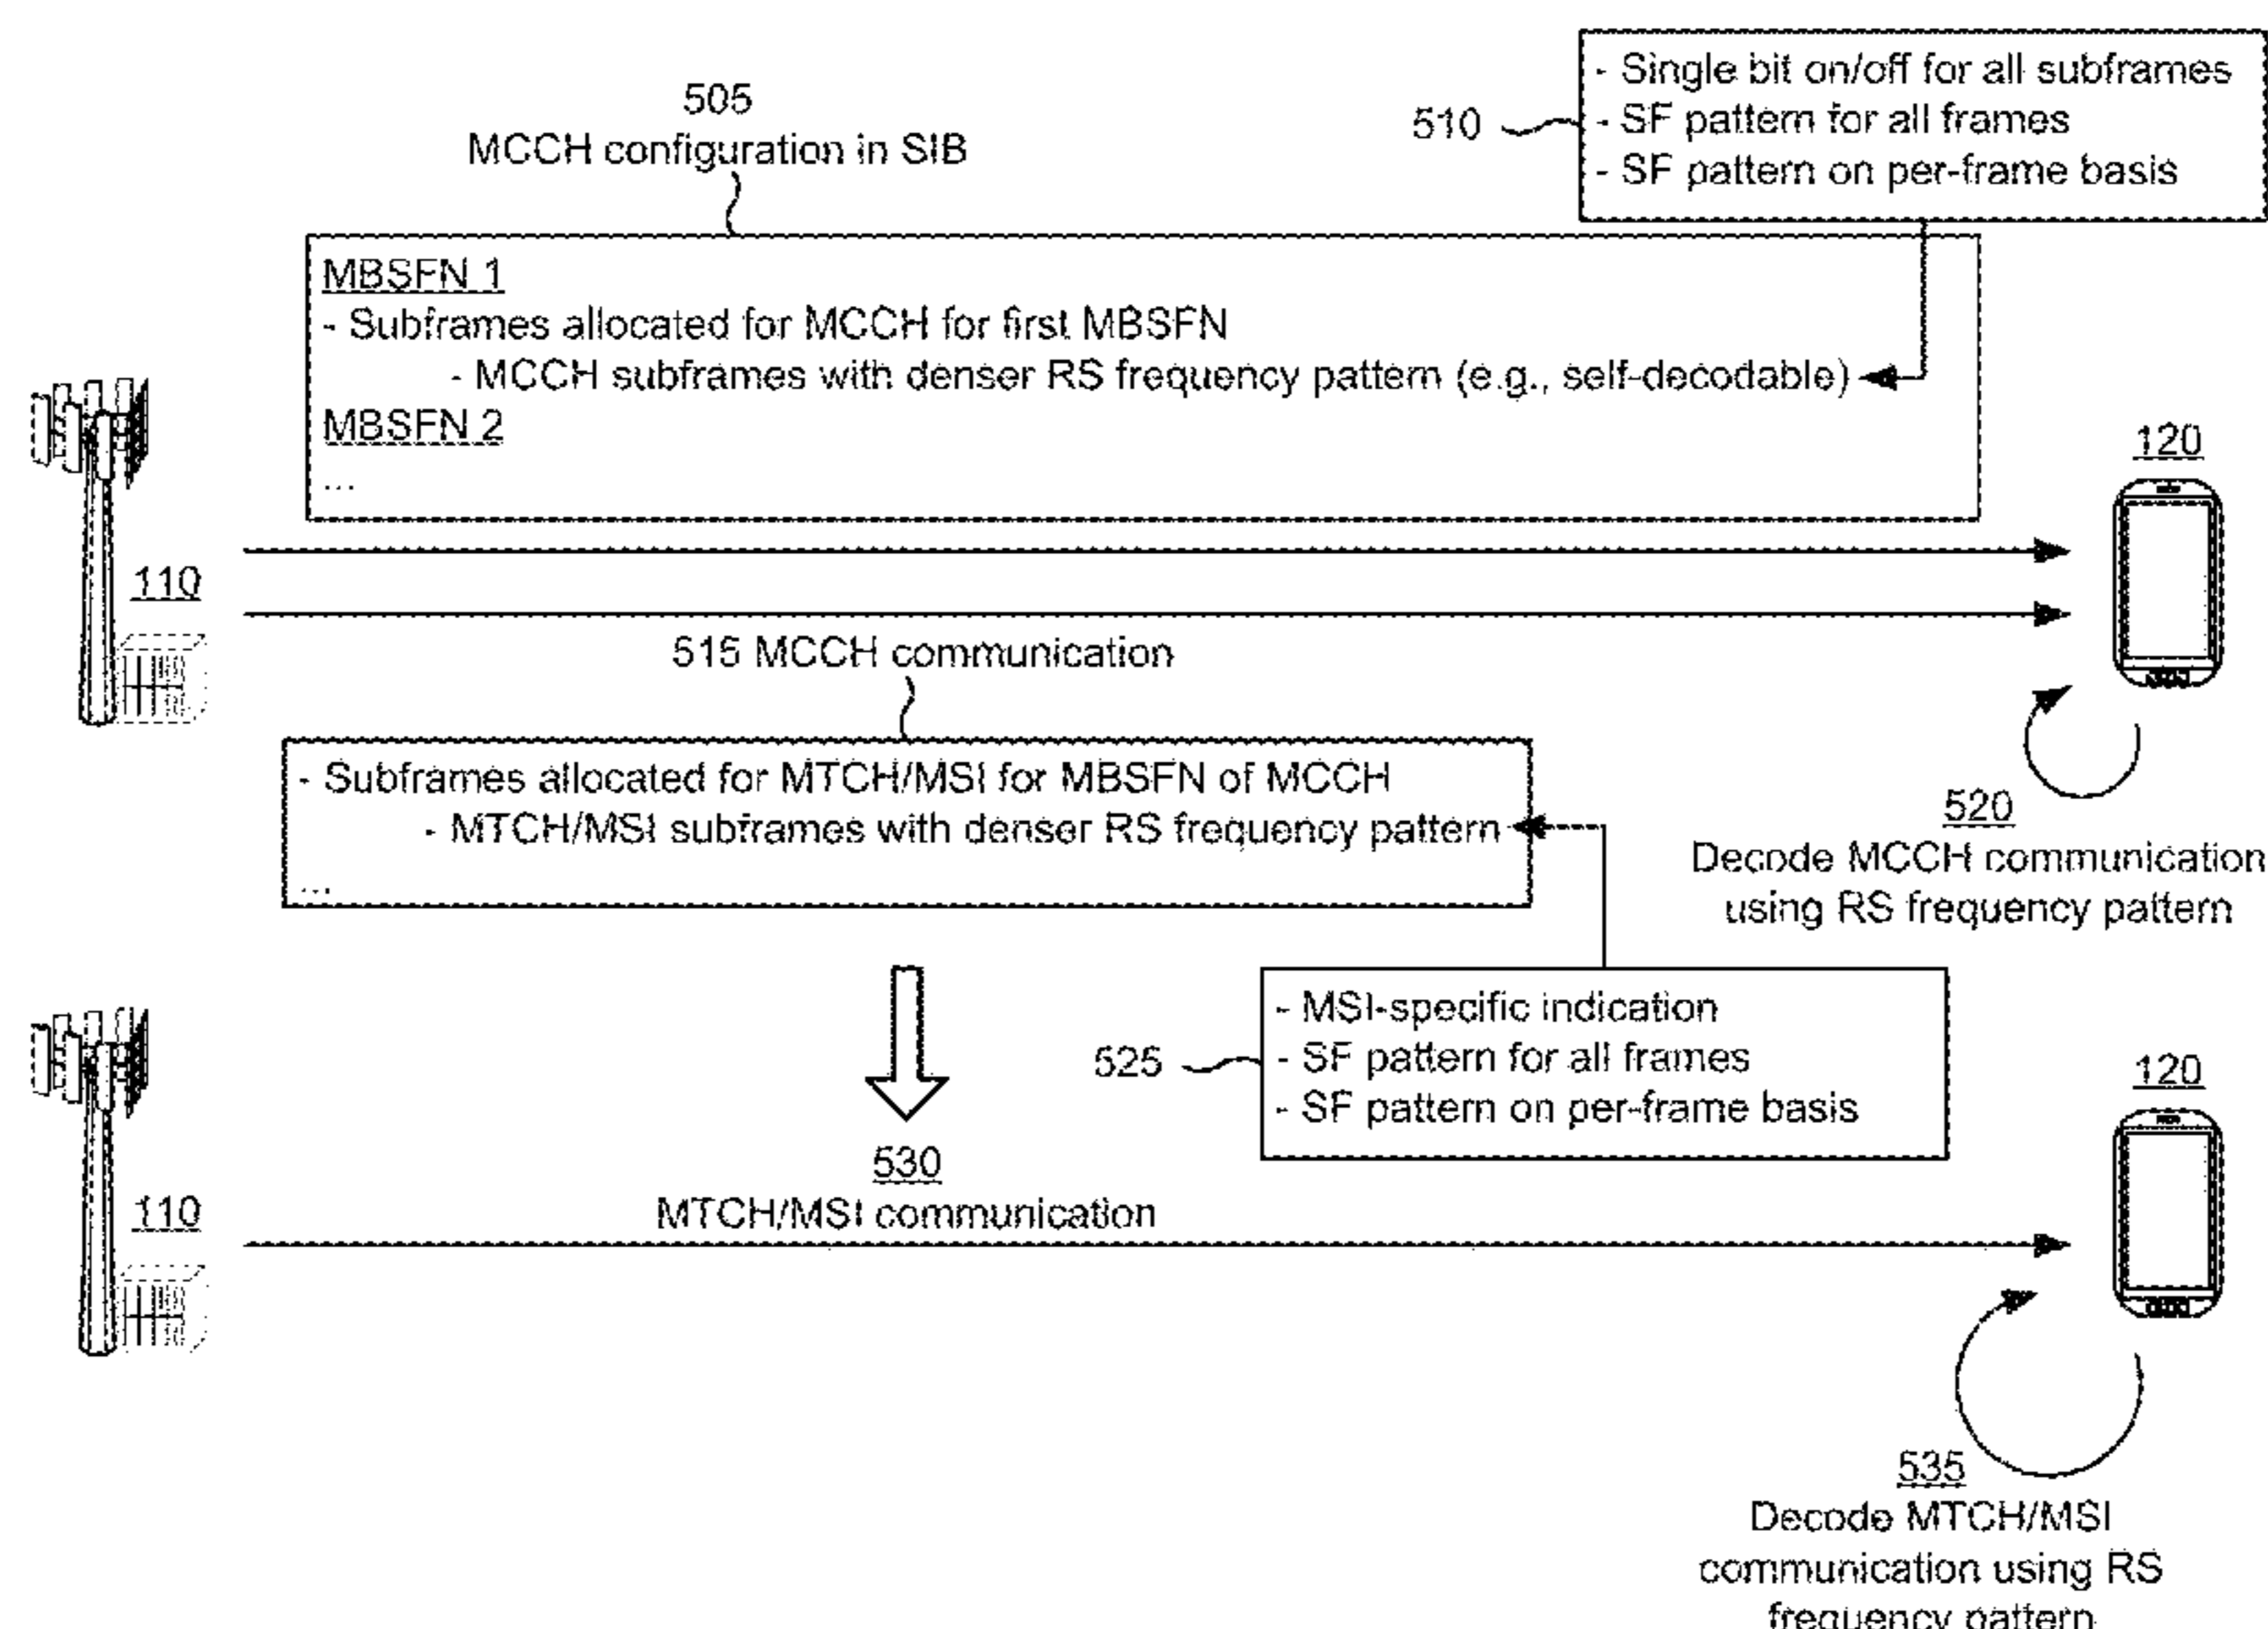 505
MCCH configuration in SIB
510
- Single bit on/off for all subframes
- SF pattern for all frames
- SF pattern on per-frame basis
MBSFN 1
- Subframes allocated for MCCH for first MBSFN
- MCCH subframes with denser RS frequency pattern (e.g., self-decodable)
MBSFN 2
...
110
120
515 MCCH communication
- Subframes allocated for MTCH/MSI for MBSFN of MCCH
- MTCH/MSI subframes with denser RS frequency pattern
...
520
Decode MCCH communication
using RS frequency pattern
525
- MSI-specific indication
- SF pattern for all frames
- SF pattern on per-frame basis
530
MTCH/MSI communication
110
120
535
Decode MTCH/MSI
communication using RS
frequency pattern